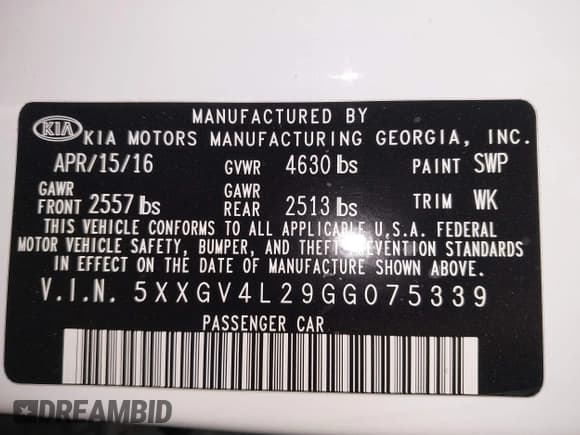 MANUFACTURED BY
KIA KIA MOTORS MANUFACTURING GEORGIA, INC.
APR/15/16 GVWR 4630 lbs PAINT SWP
GAWR FRONT 2557 lbs GAWR REAR 2513 lbs TRIM WK
THIS VEHICLE CONFORMS TO ALL APPLICABLE U.S.A. FEDERAL
MOTOR VEHICLE SAFETY, BUMPER, AND THEFT PREVENTION STANDARDS
IN EFFECT ON THE DATE OF MANUFACTURE SHOWN ABOVE.
V.I.N. 5XXGV4L29GG075339
PASSENGER CAR
DREAMBID